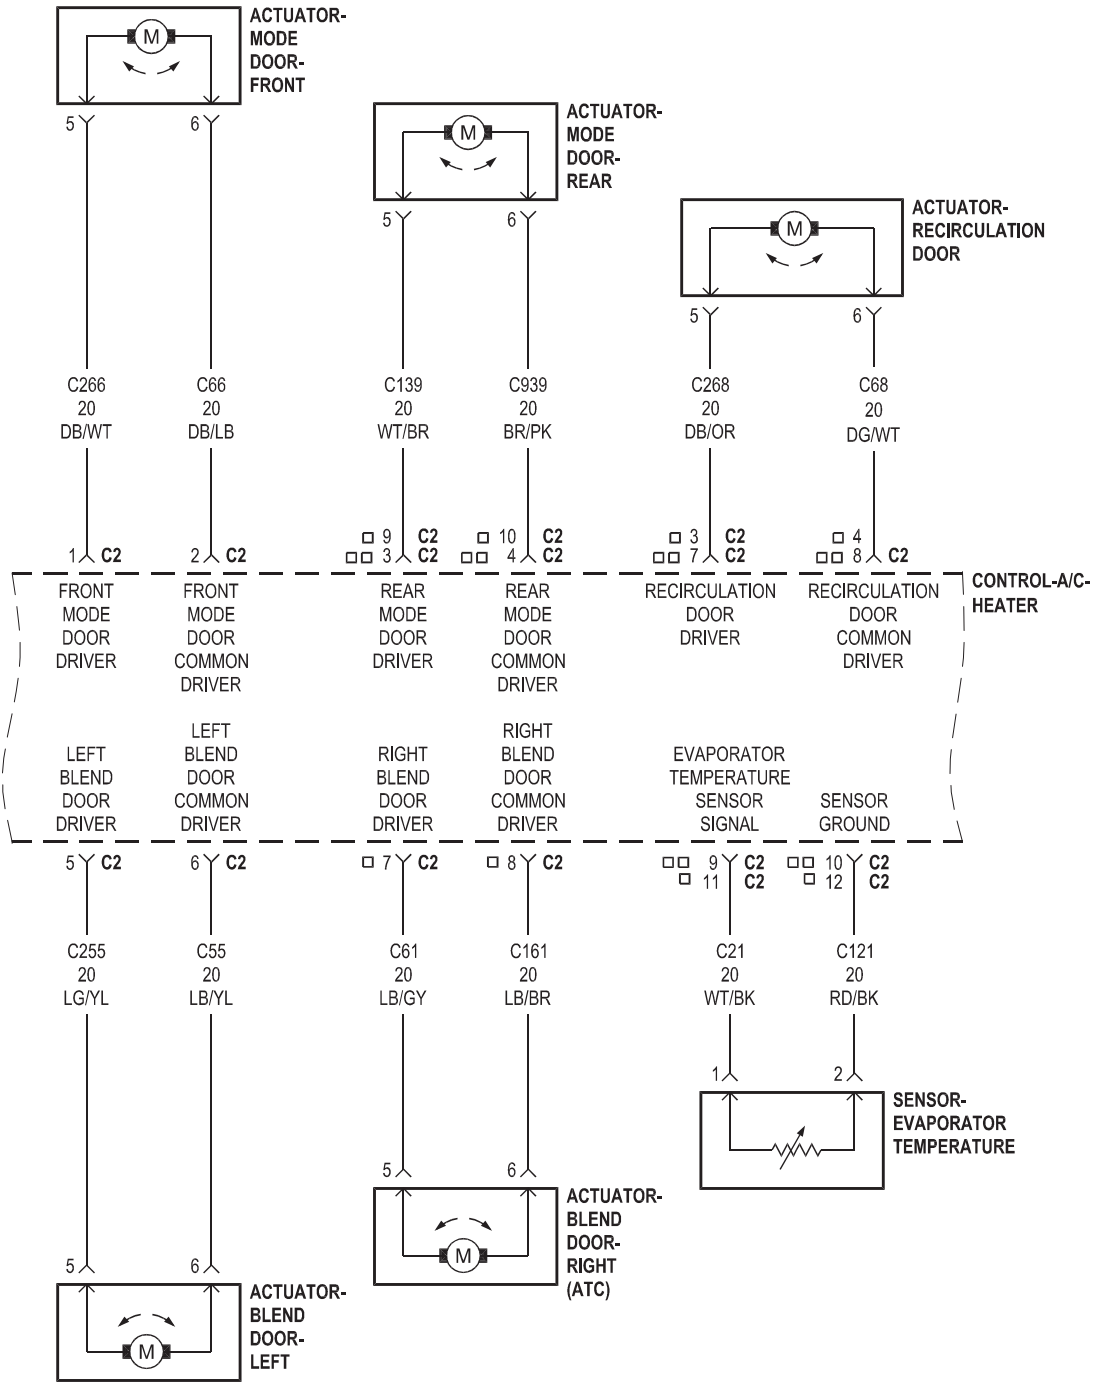 ACTUATOR-
MODE
DOOR-
FRONT
M
5
6
ACTUATOR-
MODE
DOOR-
REAR
M
5
6
ACTUATOR-
RECIRCULATION
DOOR
M
5
6
C266
20
DB/WT
C66
20
DB/LB
C139
20
WT/BR
C939
20
BR/PK
C268
20
DB/OR
C68
20
DG/WT
1 C2
2 C2
9 C2
3 C2
10 C2
4 C2
3 C2
7 C2
4
8 C2
CONTROL-A/C-
HEATER
FRONT
MODE
DOOR
DRIVER
FRONT
MODE
DOOR
COMMON
DRIVER
REAR
MODE
DOOR
DRIVER
REAR
MODE
DOOR
COMMON
DRIVER
RECIRCULATION
DOOR
DRIVER
RECIRCULATION
DOOR
COMMON
DRIVER
LEFT
BLEND
DOOR
DRIVER
LEFT
BLEND
DOOR
COMMON
DRIVER
RIGHT
BLEND
DOOR
DRIVER
RIGHT
BLEND
DOOR
COMMON
DRIVER
EVAPORATOR
TEMPERATURE
SENSOR
SIGNAL
SENSOR
GROUND
5 C2
6 C2
7 C2
8 C2
9 C2
11 C2
10 C2
12 C2
C255
20
LG/YL
C55
20
LB/YL
C61
20
LB/GY
C161
20
LB/BR
C21
20
WT/BK
C121
20
RD/BK
1
2
SENSOR-
EVAPORATOR
TEMPERATURE
5
6
ACTUATOR-
BLEND
DOOR-
RIGHT
(ATC)
M
5
6
ACTUATOR-
BLEND
DOOR-
LEFT
M